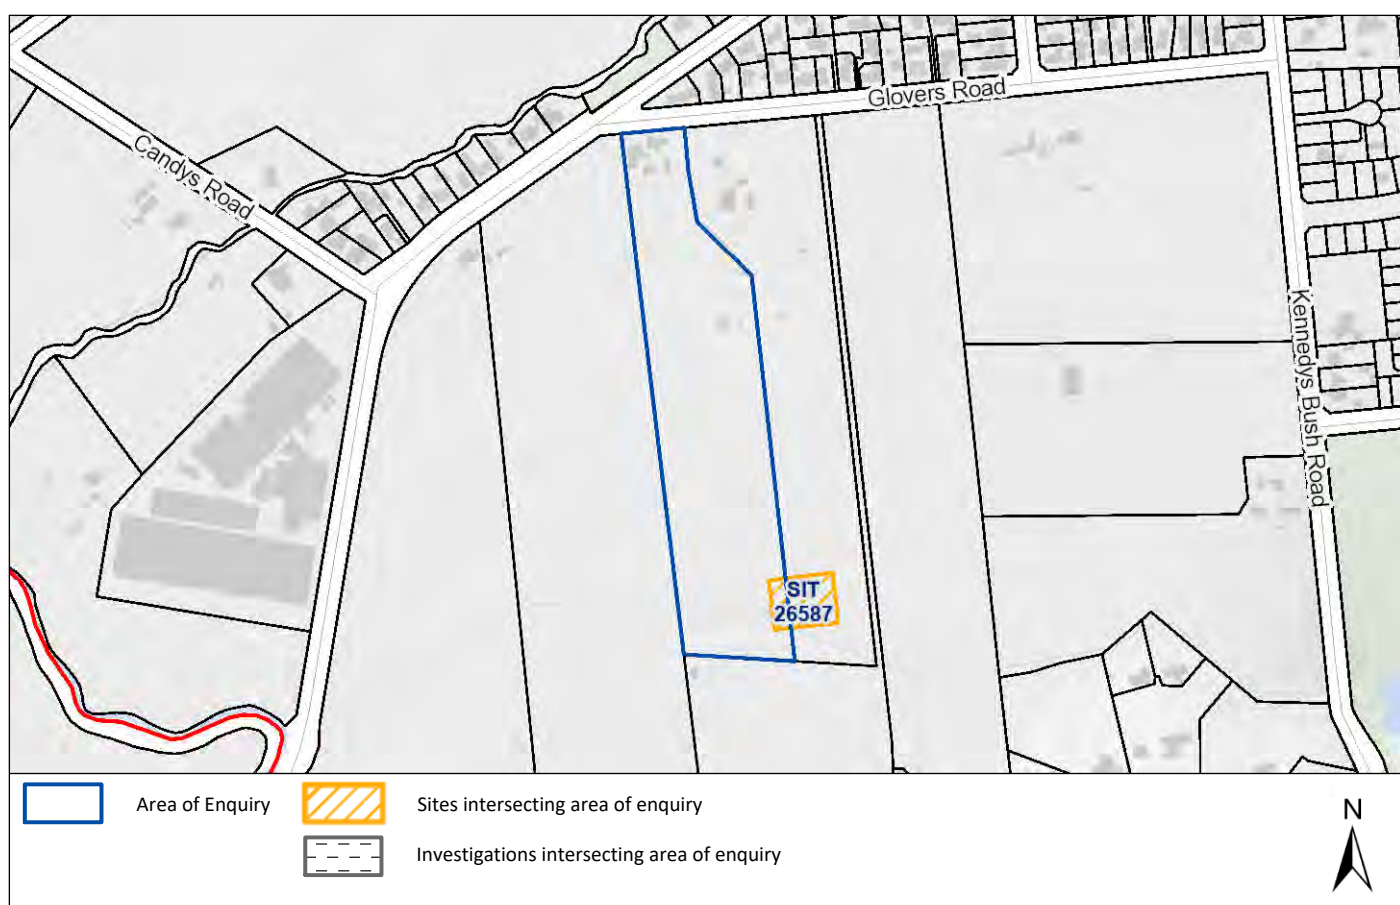 Glovers Road
Candys Road
Kennedys Bush Road
SIT
26587
Area of Enquiry
Sites intersecting area of enquiry
Investigations intersecting area of enquiry
N